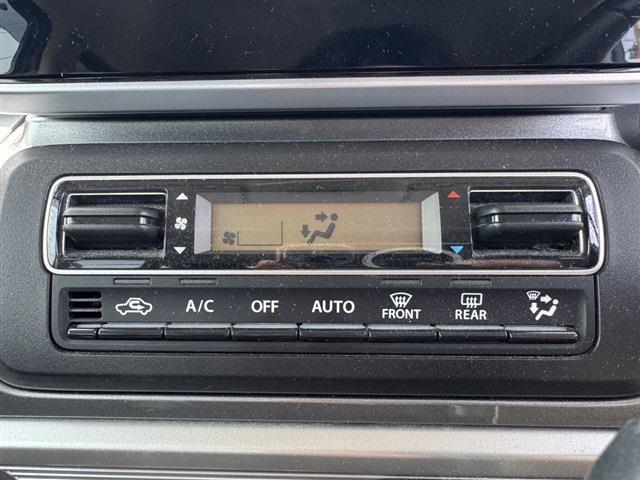 A/C OFF AUTO FRONT REAR